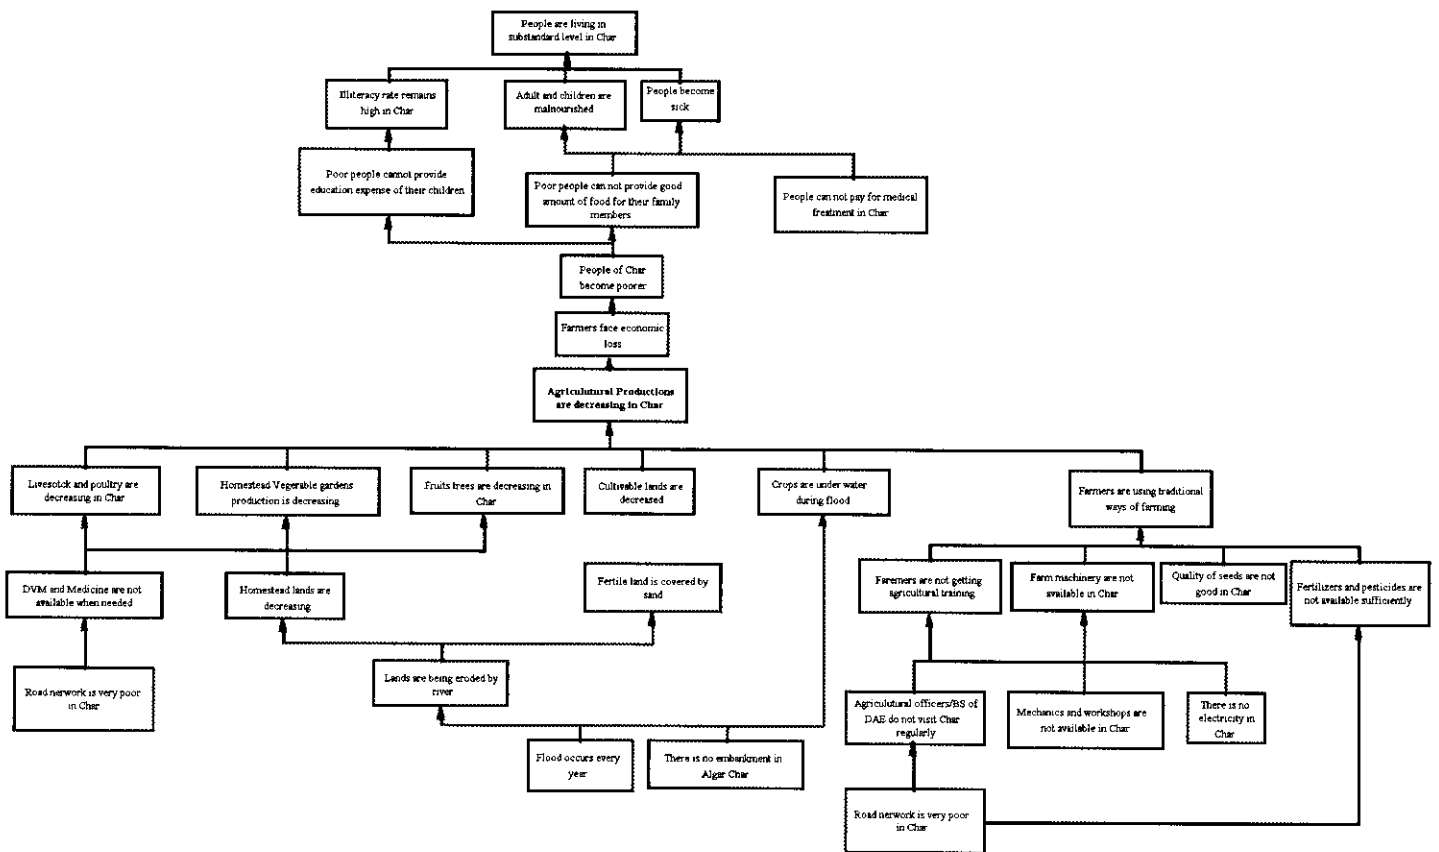 People are living in
substandard level in Char
Illiteracy rate remains
high in Char
Adult and children are
malnourished
People become
sick
Poor people cannot provide
education expense of their children
Poor people can not provide good
amount of food for their family
members
People can not pay for medical
treatment in Char
People of Char
become poorer
Farmers face economic
loss
Agriculutural Productions
are decreasing in Char
Livesotck and poultry are
decreasing in Char
Homestead Vegerable gardens
production is decreasing
Fruits trees are decreasing in
Char
Cultivable lands are
decreased
Crops are under water
during flood
Farmers are using traditional
ways of farming
DVM and Medicine are not
available when needed
Homestead lands are
decreasing
Fertile land is covered by
sand
Faremers are not getting
agricultural training
Farm machinery are not
available in Char
Quality of seeds are not
good in Char
Fertilizers and pesticides are
not available sufficiently
Road nerwork is very poor
in Char
Lands are being eroded by
river
Agriculutural officers/BS of
DAE do not visit Char
regularly
Mechanics and workshops are
not available in Char
There is no
electricity in
Char
Flood occurs every
year
There is no embankment in
Algar Char
Road nerwork is very poor
in Char